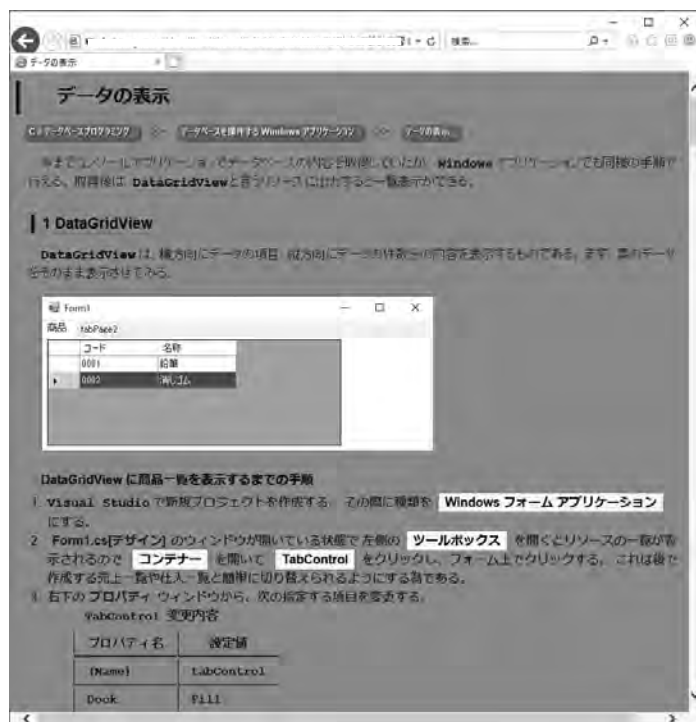 検索...
データの表示
データの表示
C#データベースプログラミング >> データベースを操作する Windows アプリケーション >> データの表示
今までコンソールアプリケーションでデータベースの内容を取得していたが、Windows アプリケーションでも同様の手順で
行える。取得後は DataGridViewと言うリソースに出力すると一覧表示ができる。
1 DataGridView
DataGridViewは、横方向にデータの項目、縦方向にデータの件数分の内容を表示するものである。まず、
をそのまま表示させてみる。
Form1
商品 tabPage2
コード 名称
0001 鉛筆
0002 消しゴム
DataGridView に商品一覧を表示するまでの手順
1. Visual Studio で新規プロジェクトを作成する。その際に種類を Windows フォーム アプリケーション
にする。
2. Form1.cs[デザイン] のウィンドウが開いている状態で左側の ツールボックス を開くとリソースの一覧が表
示されるので コンテナー を開いて TabControl をクリックし、フォーム上でクリックする。これは後で
作成する売上一覧や仕入一覧と簡単に切り替えられるようにする為である。
3. 右下の プロパティ ウィンドウから、次の指定する項目を変更する。
TabControl 変更内容
プロパティ名 設定値
(Name) tabControl
Dock Fill